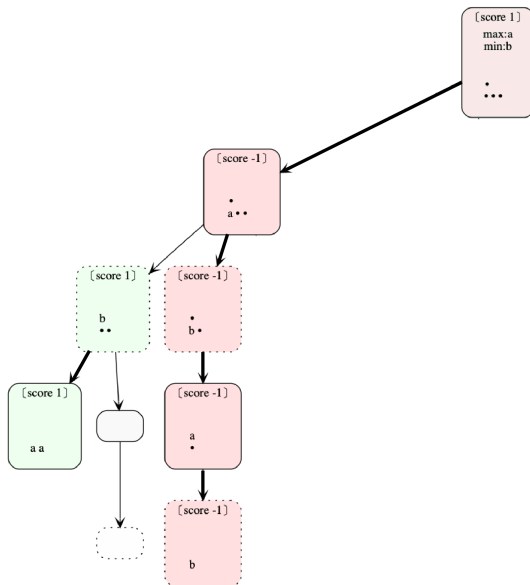 〔score 1〕
max:a
min:b
〔score -1〕
a
〔score 1〕
b
〔score -1〕
b
〔score 1〕
a a
〔score -1〕
a
〔score -1〕
b